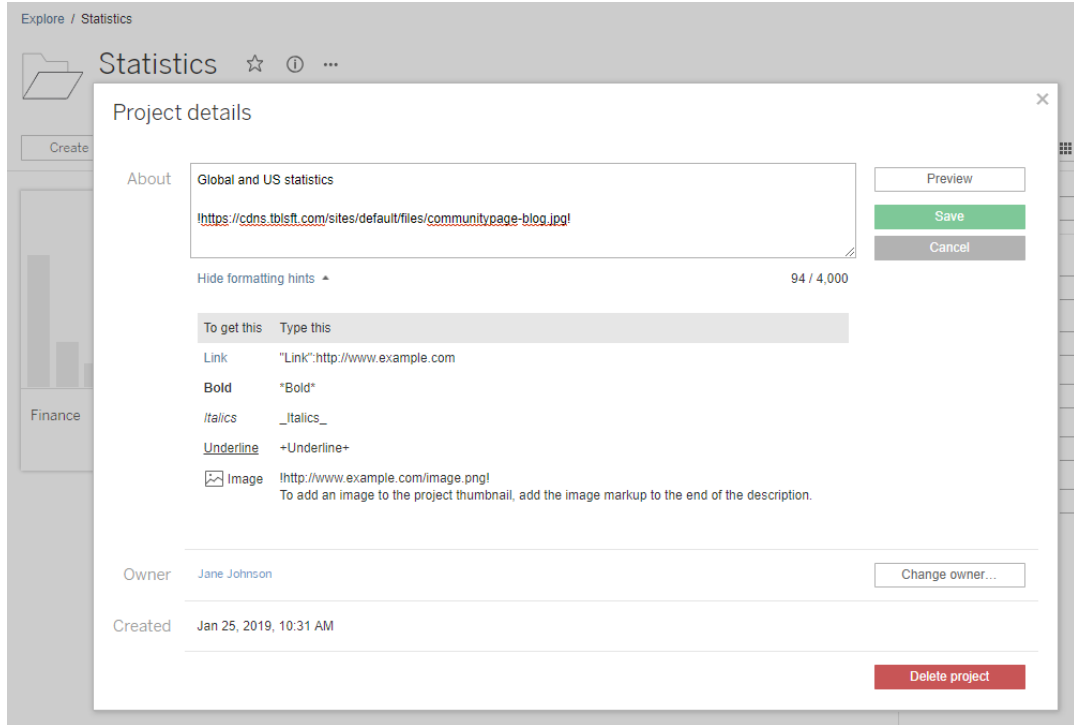 Explore / Statistics
Statistics
Create
Project details
About
Global and US statistics
!https://cdns.tblsft.com/sites/default/files/communitypage-blog.jpg!
Preview
Save
Cancel
Hide formatting hints
94 / 4,000
To get this Type this
Link "Link":http://www.example.com
Bold *Bold*
Italics _Italics_
Underline +Underline+
Image !http://www.example.com/image.png!
To add an image to the project thumbnail, add the image markup to the end of the description.
Finance
Owner Jane Johnson Change owner...
Created Jan 25, 2019, 10:31 AM
Delete project